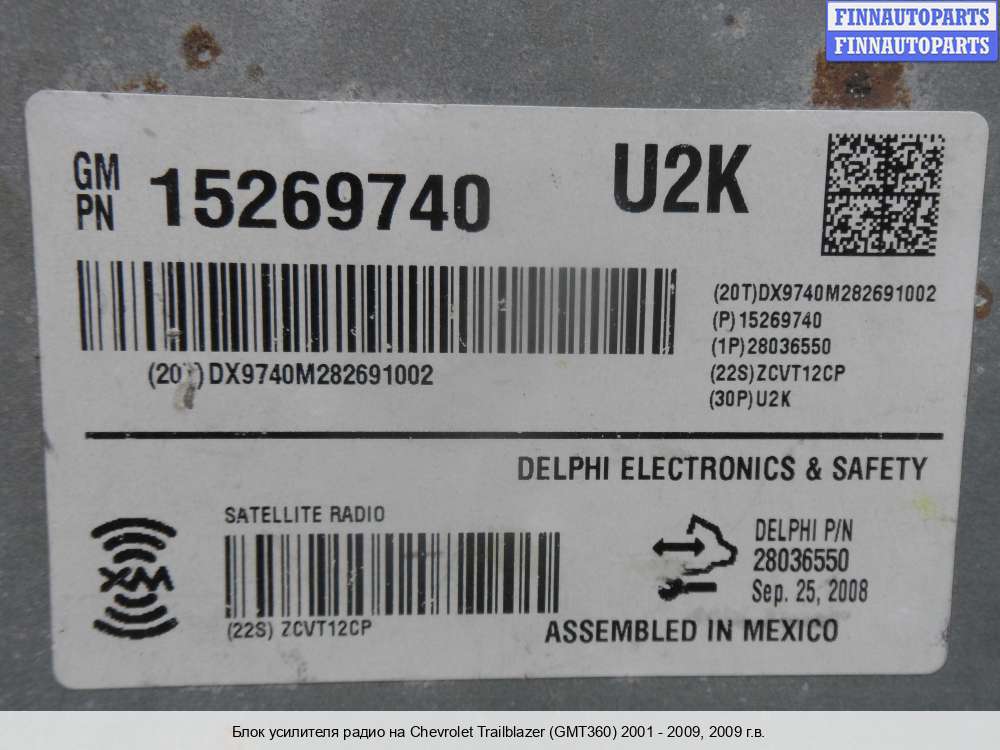 FINNAUTOPARTS
FINNAUTOPARTS
GM
PN
15269740
U2K
(20T)DX9740M282691002
(P)15269740
(1P)28036550
(22S)ZCVT12CP
(30P)U2K
(20T)DX9740M282691002
DELPHI ELECTRONICS & SAFETY
SATELLITE RADIO
XM
(22S) ZCVT12CP
DELPHI P/N
28036550
Sep. 25, 2008
ASSEMBLED IN MEXICO
Блок усилителя радио на Chevrolet Trailblazer (GMT360) 2001 - 2009, 2009 г.в.